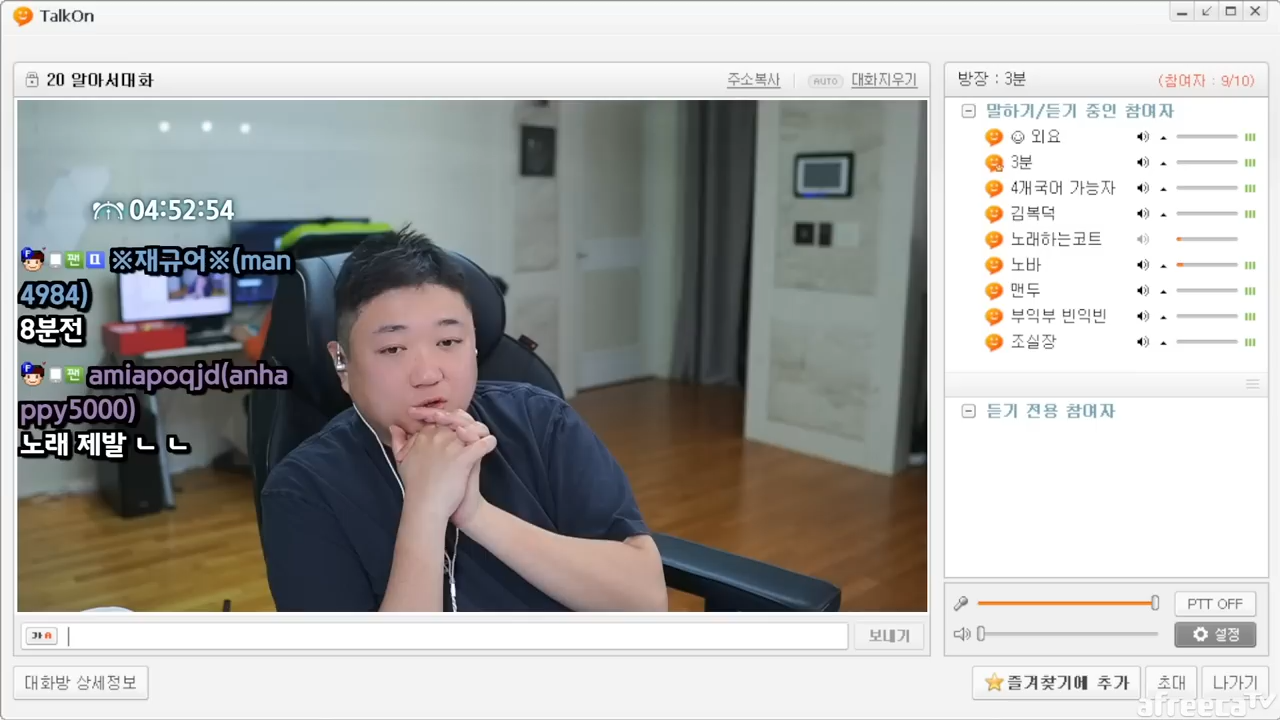 TalkOn
20 알아서대화
주소복사
AUTO
대화지우기
04:52:54
팬 ※재규어※(man
4984)
8분전
팬 amiapoqjd(anha
ppy5000)
노래 제발 ㄴ ㄴ
가A
보내기
대화방 상세정보
방장 : 3분
(참여자 : 9/10)
말하기/듣기 중인 참여자
외요
3분
4개국어 가능자
김복덕
노래하는코트
노바
맨두
부익부 빈익빈
조실장
듣기 전용 참여자
PTT OFF
설정
즐겨찾기에 추가
초대
나가기
afreecaTV